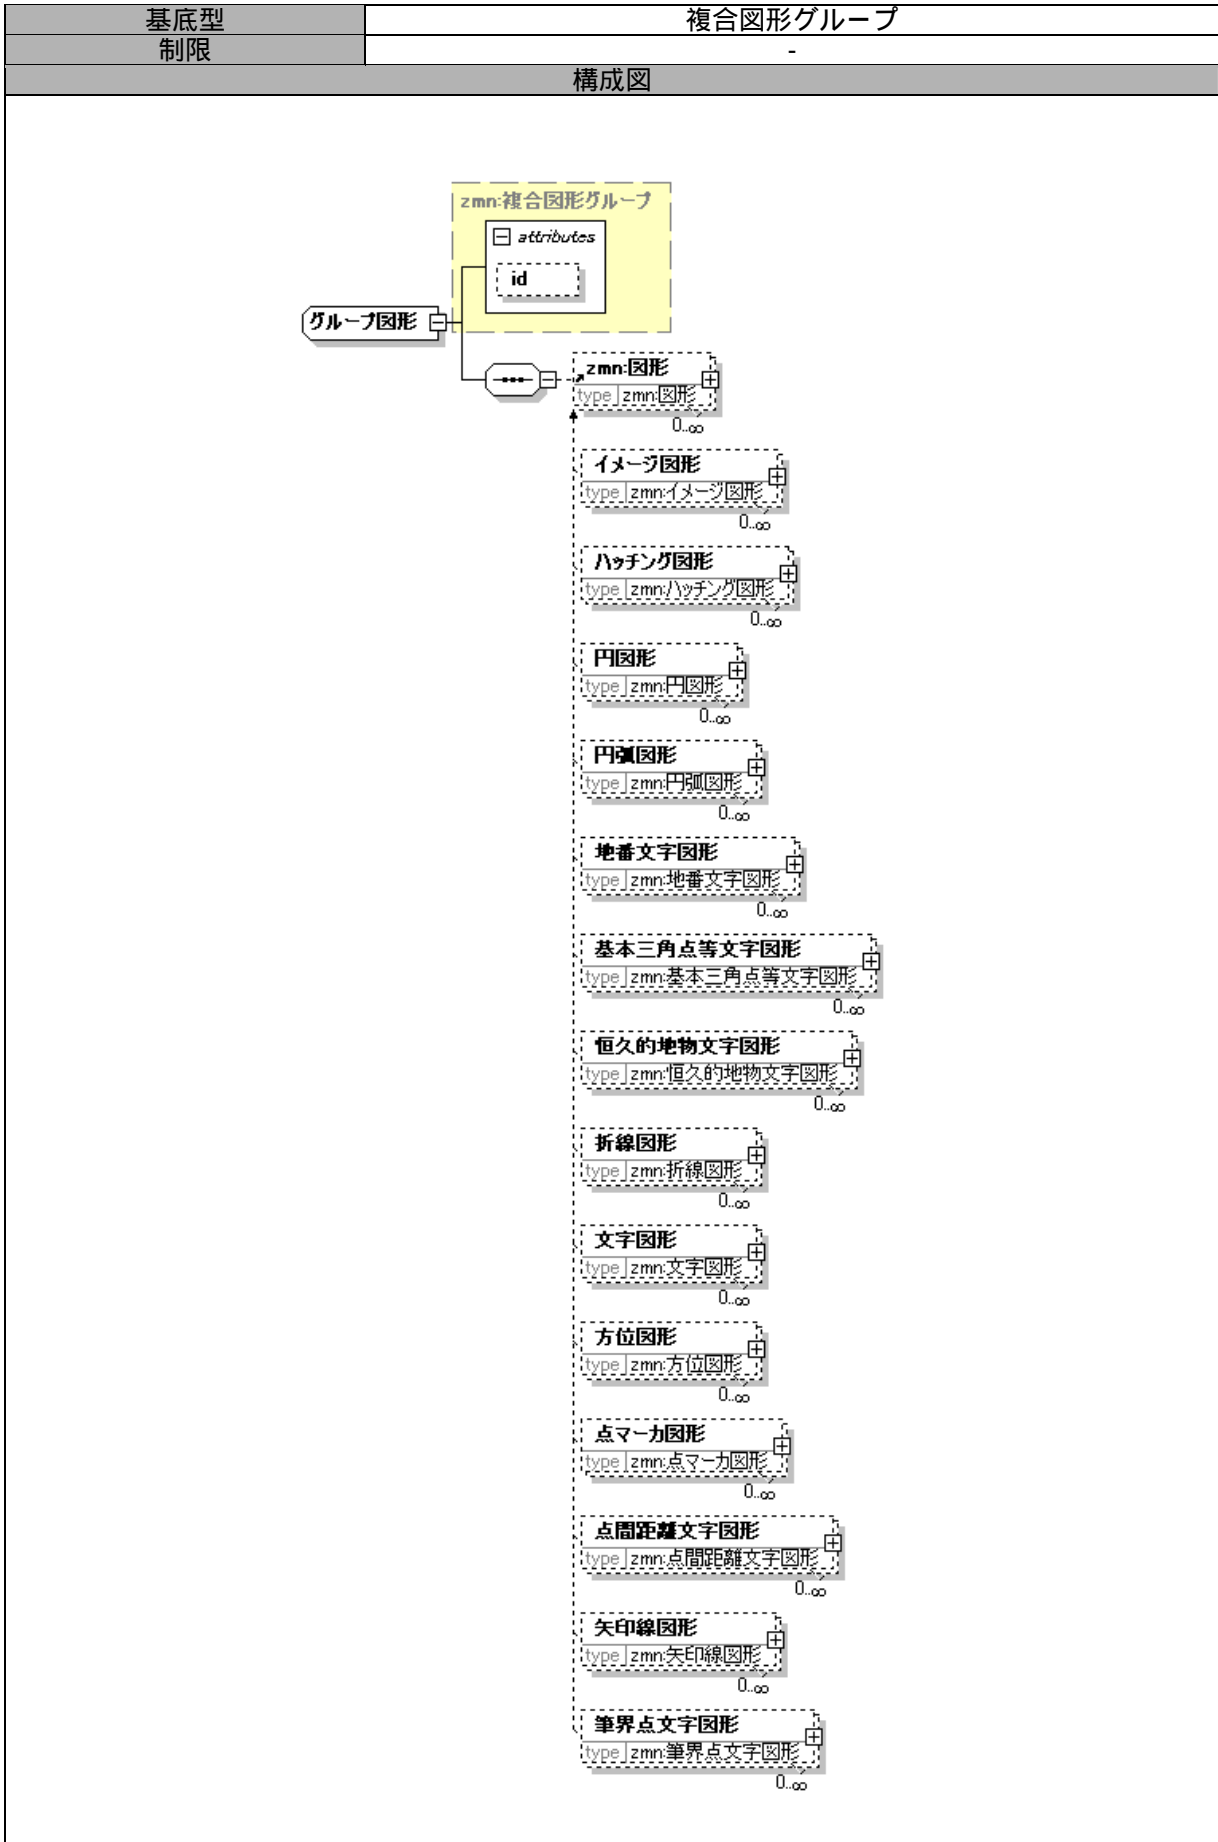 基底型 複合図形グループ
制限 -
構成図
zmn:複合図形グループ
attributes
id
グループ図形
zmn:図形
type zmn:図形
0..∞
イメージ図形
type zmn:イメージ図形
0..∞
ハッチング図形
type zmn:ハッチング図形
0..∞
円図形
type zmn:円図形
0..∞
円弧図形
type zmn:円弧図形
0..∞
地番文字図形
type zmn:地番文字図形
0..∞
基本三角点等文字図形
type zmn:基本三角点等文字図形
0..∞
恒久的地物文字図形
type zmn:恒久的地物文字図形
0..∞
折線図形
type zmn:折線図形
0..∞
文字図形
type zmn:文字図形
0..∞
方位図形
type zmn:方位図形
0..∞
点マーカ図形
type zmn:点マーカ図形
0..∞
点間距離文字図形
type zmn:点間距離文字図形
0..∞
矢印線図形
type zmn:矢印線図形
0..∞
筆界点文字図形
type zmn:筆界点文字図形
0..∞